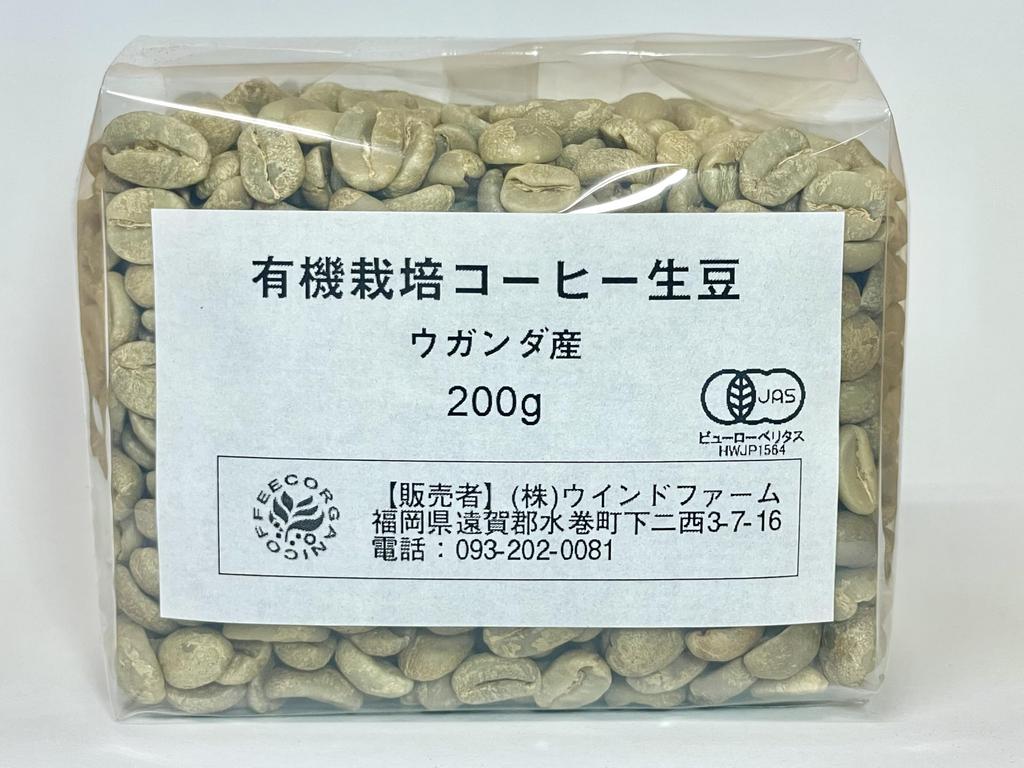 有機栽培コーヒー生豆
ウガンダ産
200g
JAS
ビューローベリタス
HWJP1564
ORGANIC COFFEE
【販売者】(株)ウインドファーム
福岡県遠賀郡水巻町下二西3-7-16
電話：093-202-0081